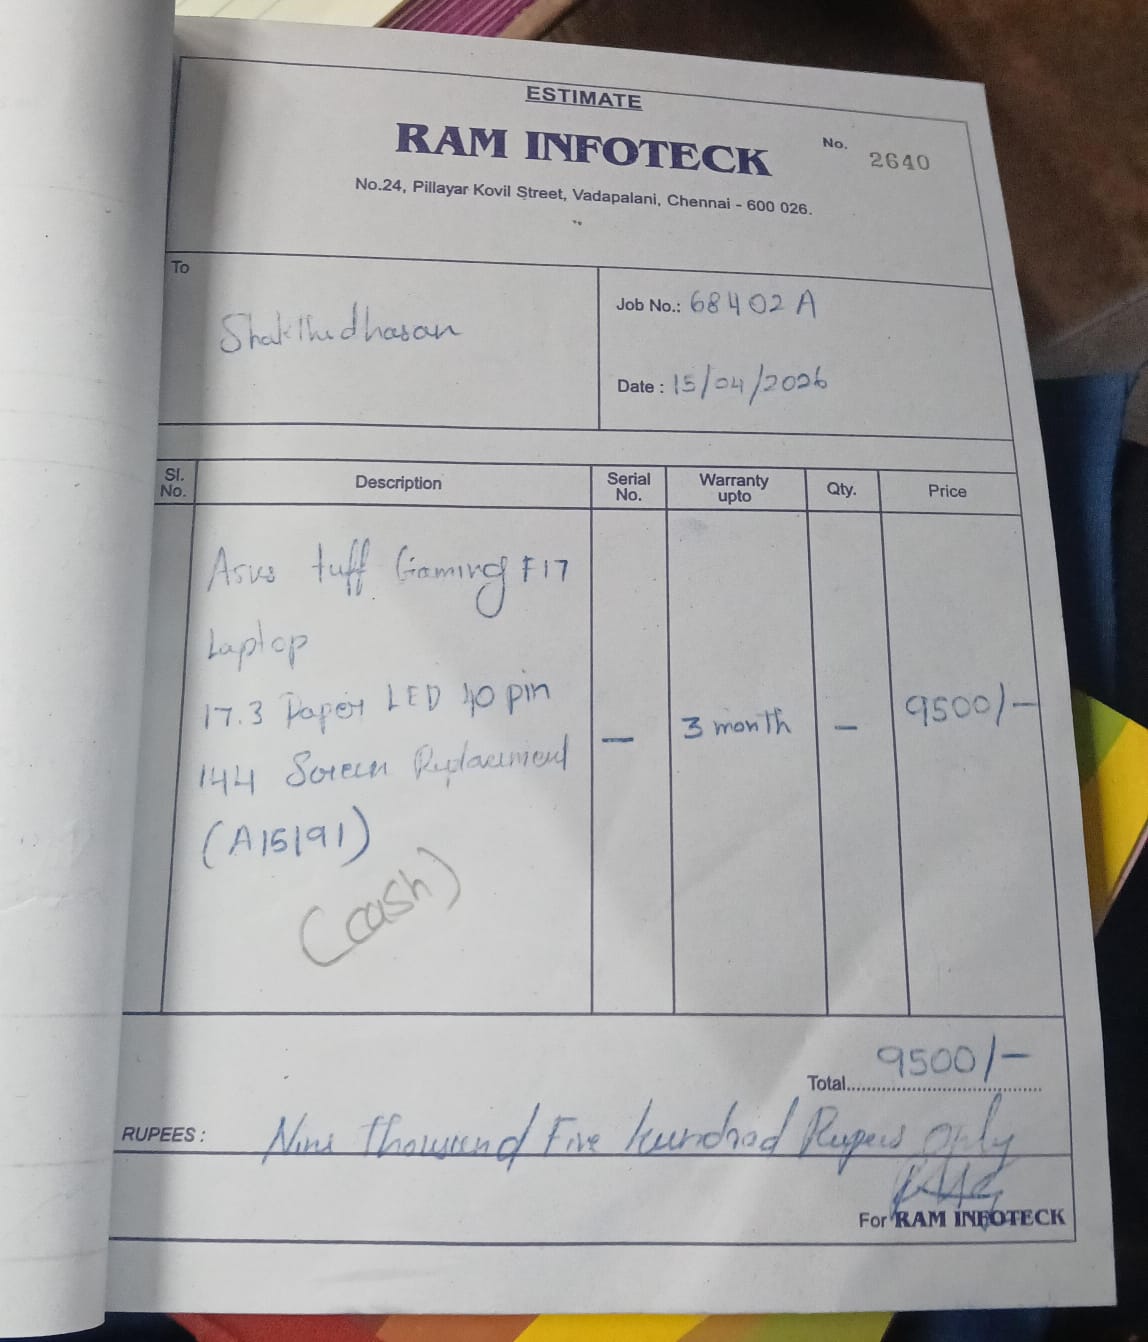 ESTIMATE
RAM INFOTECK
No. 2640
No.24, Pillayar Kovil Street, Vadapalani, Chennai - 600 026.
To
Shakthidhasan
Job No.: 68402 A
Date : 15/04/2026
Sl. No. Description Serial No. Warranty upto Qty. Price
Asus tuff Gaming F17
Laptop
17.3 Paper LED 40 pin
144 Screen Replacement
— 3 month — 9500/-
(A15191)
(cash)
Total 9500/-
RUPEES : Nine Thousand Five hundred Rupees only
For RAM INFOTECK